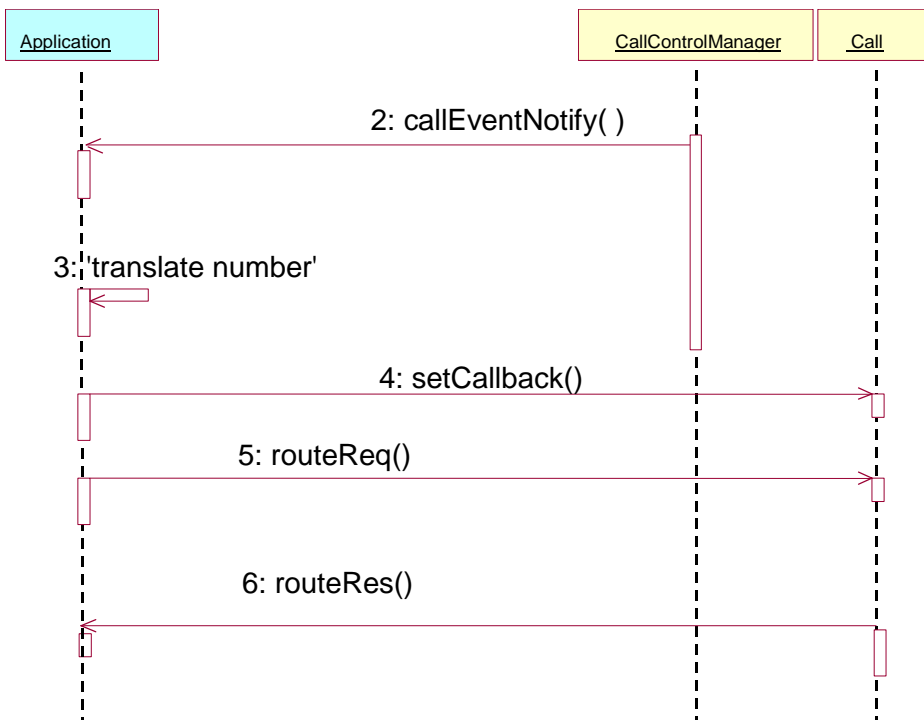 Application
CallControlManager
Call
2: callEventNotify( )
3: 'translate number'
4: setCallback()
5: routeReq()
6: routeRes()